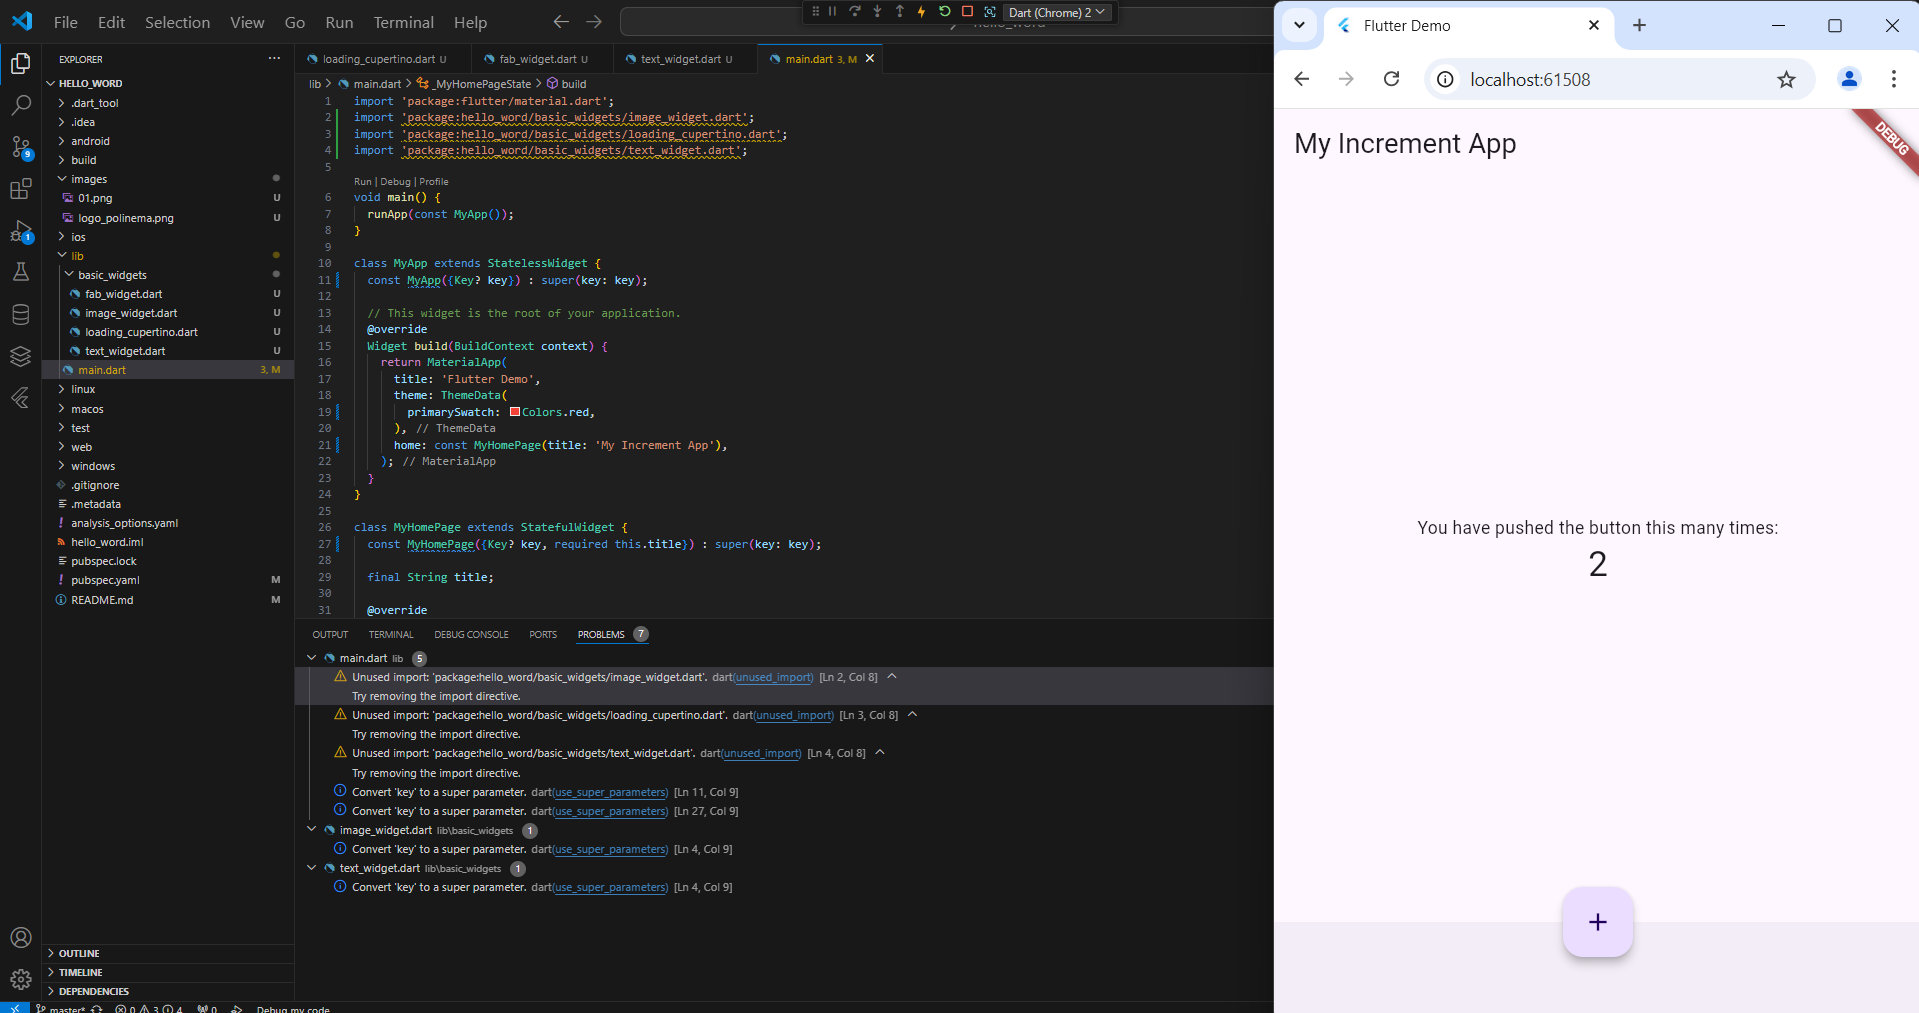 File Edit Selection View Go Run Terminal Help
Dart (Chrome) 2
EXPLORER
HELLO_WORD
.dart_tool
.idea
android
build
images
01.png U
logo_polinema.png U
ios
lib
basic_widgets
fab_widget.dart U
image_widget.dart U
loading_cupertino.dart U
text_widget.dart U
main.dart 3, M
linux
macos
test
web
windows
.gitignore
.metadata
analysis_options.yaml
hello_word.iml
pubspec.lock
pubspec.yaml M
README.md M
OUTLINE
TIMELINE
DEPENDENCIES
9
1
loading_cupertino.dart U fab_widget.dart U text_widget.dart U main.dart 3, M
lib > main.dart > _MyHomePageState > build
1 import 'package:flutter/material.dart';
2 import 'package:hello_word/basic_widgets/image_widget.dart';
3 import 'package:hello_word/basic_widgets/loading_cupertino.dart';
4 import 'package:hello_word/basic_widgets/text_widget.dart';
5
Run | Debug | Profile
6 void main() {
7 runApp(const MyApp());
8 }
9
10 class MyApp extends StatelessWidget {
11 const MyApp({Key? key}) : super(key: key);
12
13 // This widget is the root of your application.
14 @override
15 Widget build(BuildContext context) {
16 return MaterialApp(
17 title: 'Flutter Demo',
18 theme: ThemeData(
19 primarySwatch: Colors.red,
20 ), // ThemeData
21 home: const MyHomePage(title: 'My Increment App'),
22 ); // MaterialApp
23 }
24 }
25
26 class MyHomePage extends StatefulWidget {
27 const MyHomePage({Key? key, required this.title}) : super(key: key);
28
29 final String title;
30
31 @override
OUTPUT TERMINAL DEBUG CONSOLE PORTS PROBLEMS 7
main.dart lib 5
Unused import: 'package:hello_word/basic_widgets/image_widget.dart'. dart(unused_import) [Ln 2, Col 8]
Try removing the import directive.
Unused import: 'package:hello_word/basic_widgets/loading_cupertino.dart'. dart(unused_import) [Ln 3, Col 8]
Try removing the import directive.
Unused import: 'package:hello_word/basic_widgets/text_widget.dart'. dart(unused_import) [Ln 4, Col 8]
Try removing the import directive.
Convert 'key' to a super parameter. dart(use_super_parameters) [Ln 11, Col 9]
Convert 'key' to a super parameter. dart(use_super_parameters) [Ln 27, Col 9]
image_widget.dart lib\basic_widgets 1
Convert 'key' to a super parameter. dart(use_super_parameters) [Ln 4, Col 9]
text_widget.dart lib\basic_widgets 1
Convert 'key' to a super parameter. dart(use_super_parameters) [Ln 4, Col 9]
master* 0 3 4 0 Debug my code
Flutter Demo
localhost:61508
DEBUG
My Increment App
You have pushed the button this many times:
2
+